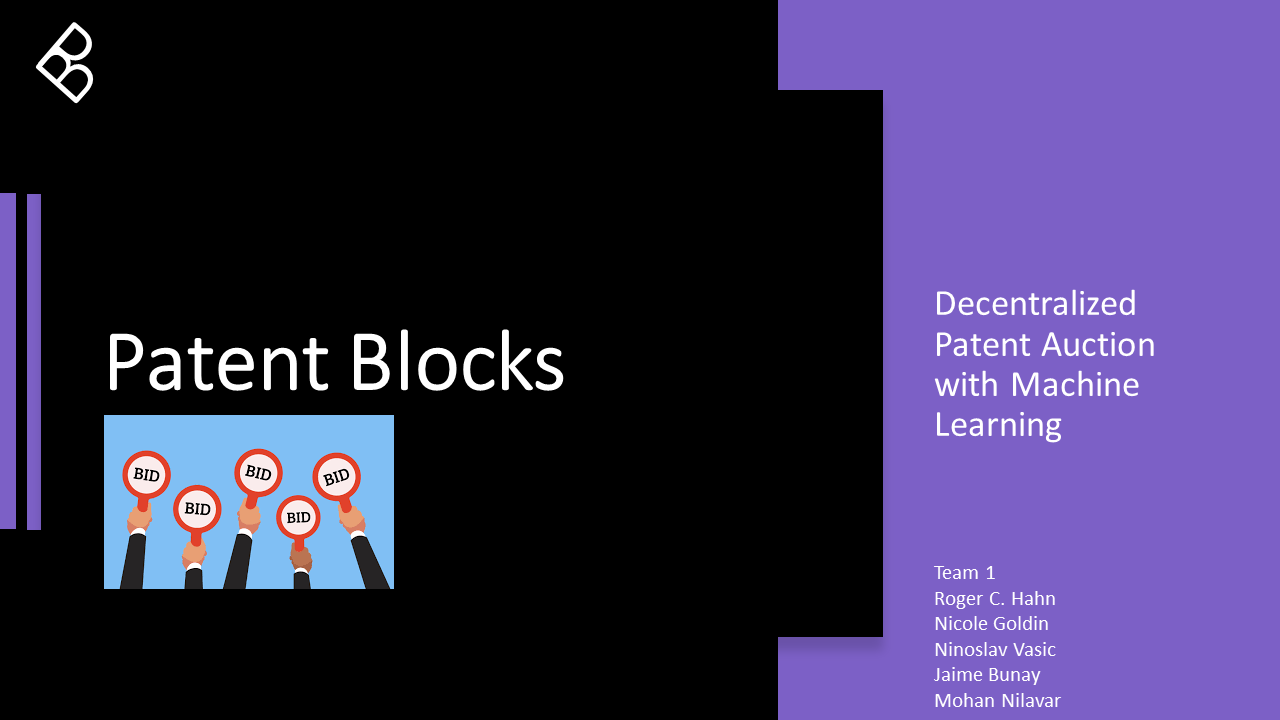 Patent Blocks
BID
BID
BID
BID
BID
Decentralized
Patent Auction
with Machine
Learning
Team 1
Roger C. Hahn
Nicole Goldin
Ninoslav Vasic
Jaime Bunay
Mohan Nilavar